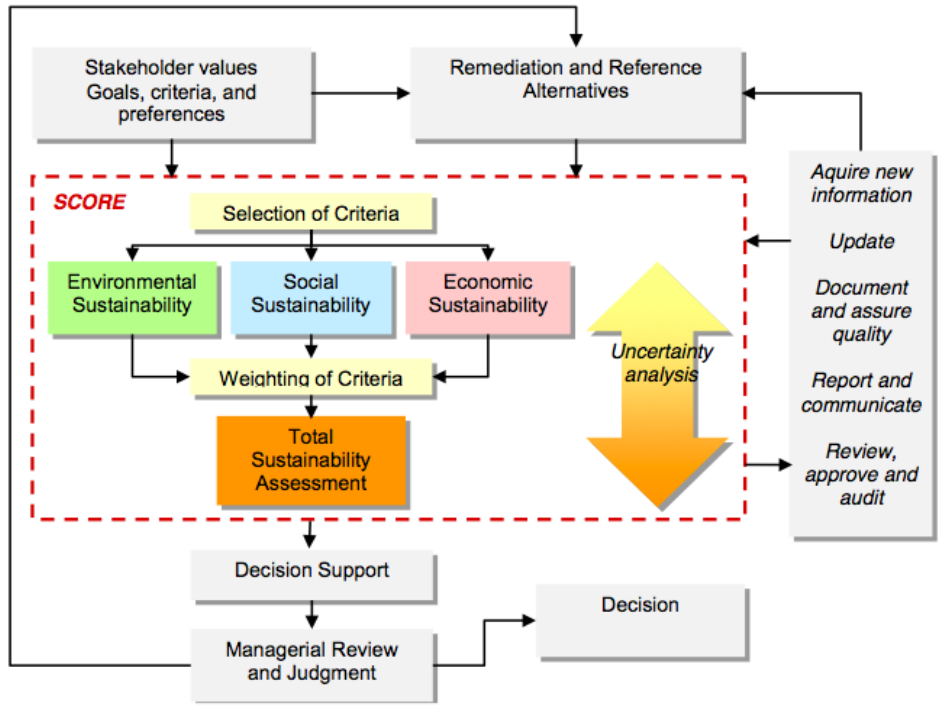 Stakeholder values
Goals, criteria, and
preferences
Remediation and Reference
Alternatives
SCORE
Selection of Criteria
Environmental
Sustainability
Social
Sustainability
Economic
Sustainability
Weighting of Criteria
Total
Sustainability
Assessment
Uncertainty
analysis
Aquire new
information
Update
Document
and assure
quality
Report and
communicate
Review,
approve and
audit
Decision Support
Managerial Review
and Judgment
Decision